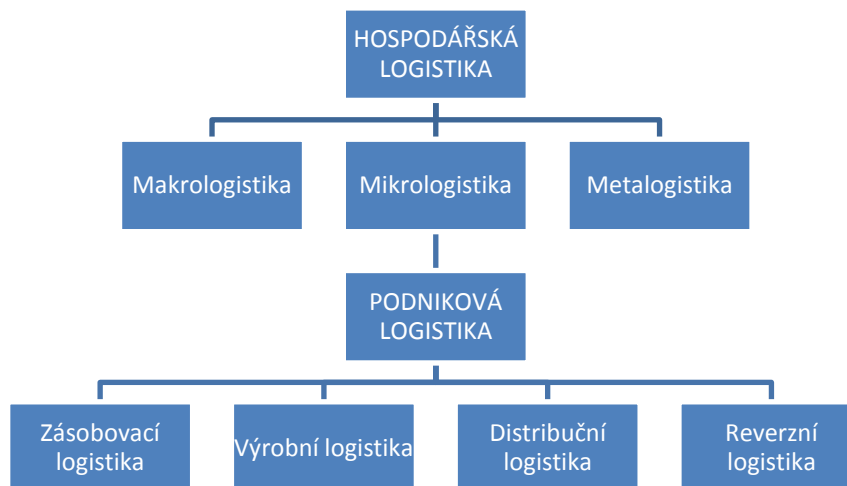 HOSPODÁŘSKÁ
LOGISTIKA
Makrologistika
Mikrologistika
Metalogistika
PODNIKOVÁ
LOGISTIKA
Zásobovací
logistika
Výrobní logistika
Distribuční
logistika
Reverzní
logistika